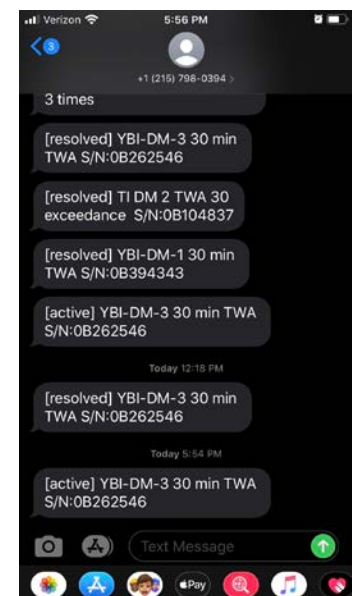 Verizon 5:56 PM
3
+1 (215) 798-0394 >
3 times
[resolved] YBI-DM-3 30 min
TWA S/N:0B262546
[resolved] TI DM 2 TWA 30
exceedance S/N:0B104837
[resolved] YBI-DM-1 30 min
TWA S/N:0B394343
[active] YBI-DM-3 30 min TWA
S/N:0B262546
Today 12:18 PM
[resolved] YBI-DM-3 30 min
TWA S/N:0B262546
Today 5:54 PM
[active] YBI-DM-3 30 min TWA
S/N:0B262546
Text Message
Pay